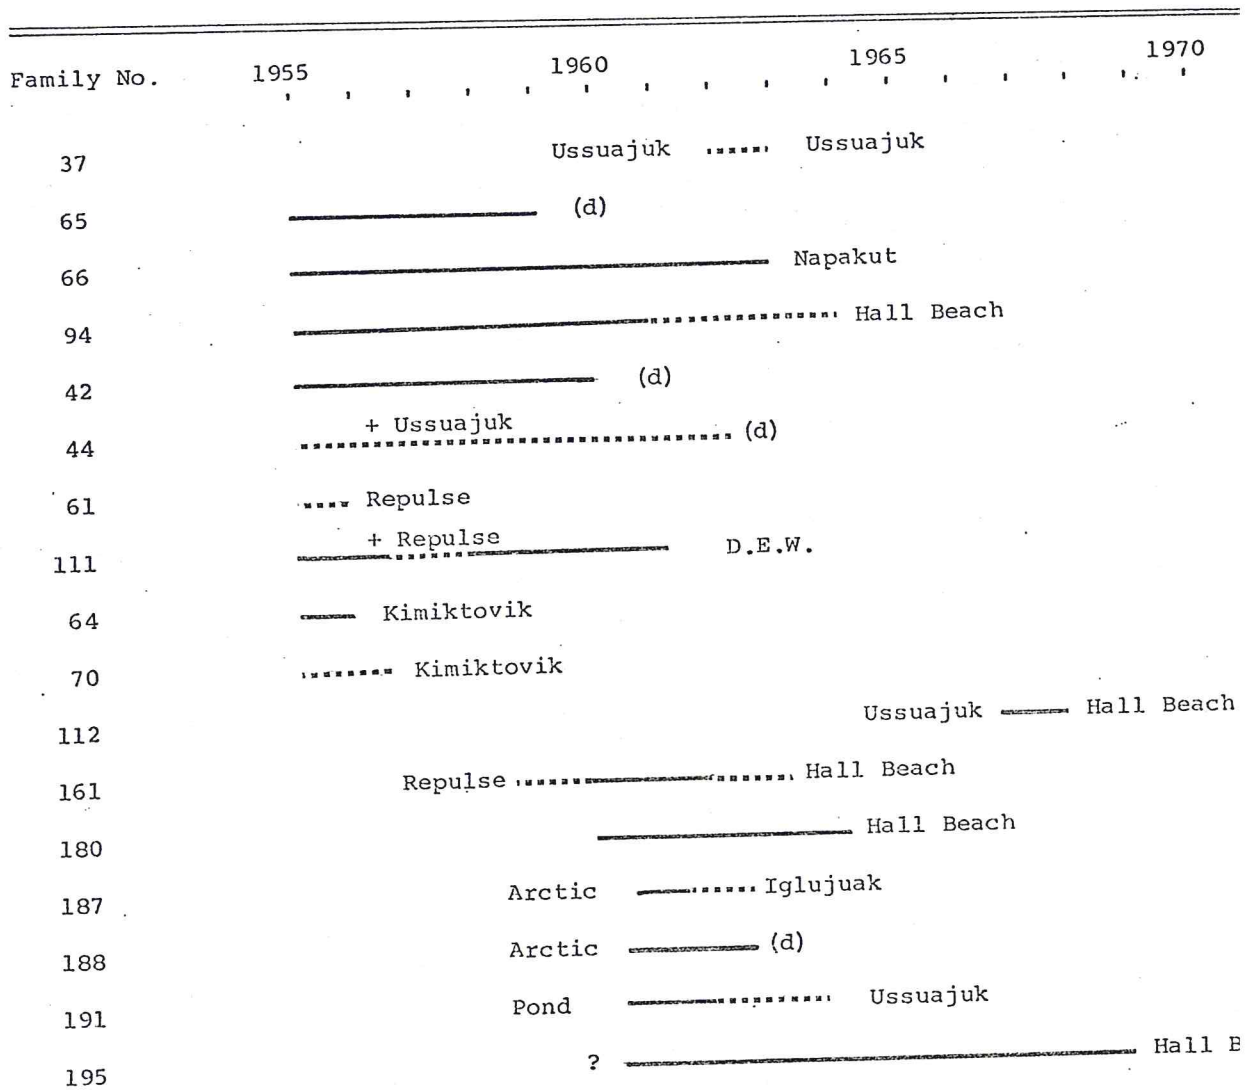 Family No. 1955 1960 1965 1970
37 Ussuajuk Ussuajuk
65 (d)
66 Napakut
94 Hall Beach
42 (d)
+ Ussuajuk
44 (d)
61 Repulse
+ Repulse
111 D.E.W.
64 Kimiktovik
70 Kimiktovik
112 Ussuajuk Hall Beach
161 Repulse Hall Beach
180 Hall Beach
187 Arctic Iglujuak
188 Arctic (d)
191 Pond Ussuajuk
195 ? Hall B